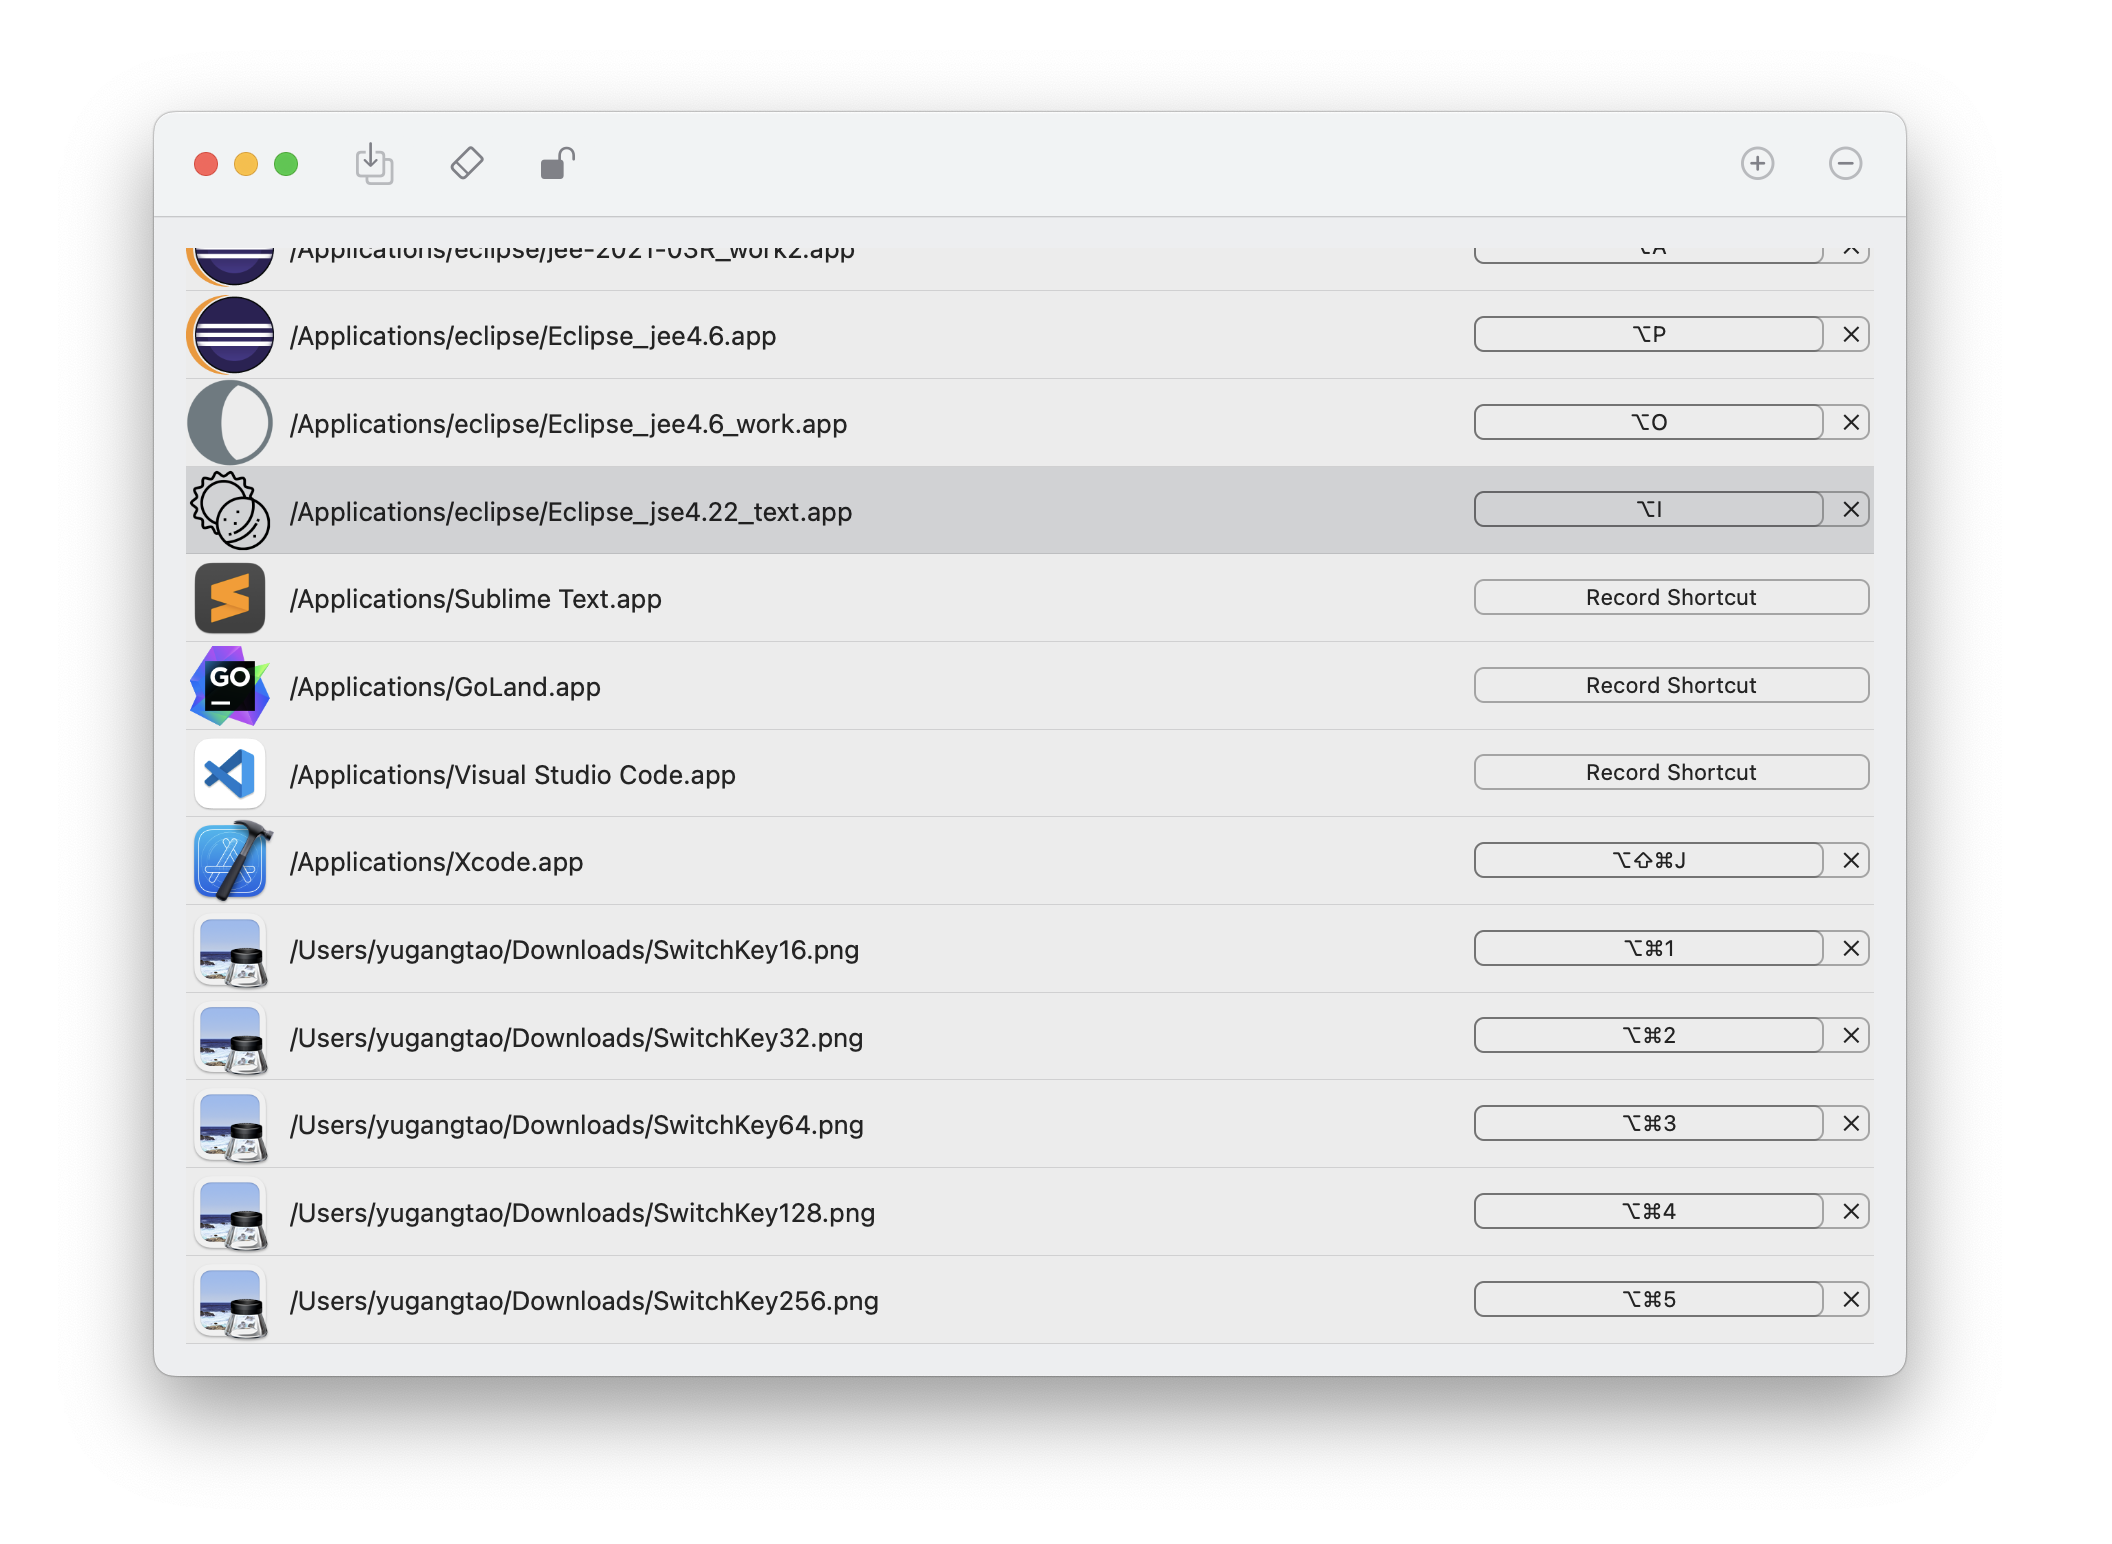 /Applications/eclipse/jee-2021-03R_work2.app ⌥A
/Applications/eclipse/Eclipse_jee4.6.app ⌥P
/Applications/eclipse/Eclipse_jee4.6_work.app ⌥O
/Applications/eclipse/Eclipse_jse4.22_text.app ⌥I
/Applications/Sublime Text.app Record Shortcut
GO /Applications/GoLand.app Record Shortcut
/Applications/Visual Studio Code.app Record Shortcut
/Applications/Xcode.app ⌥⇧⌘J
/Users/yugangtao/Downloads/SwitchKey16.png ⌥⌘1
/Users/yugangtao/Downloads/SwitchKey32.png ⌥⌘2
/Users/yugangtao/Downloads/SwitchKey64.png ⌥⌘3
/Users/yugangtao/Downloads/SwitchKey128.png ⌥⌘4
/Users/yugangtao/Downloads/SwitchKey256.png ⌥⌘5